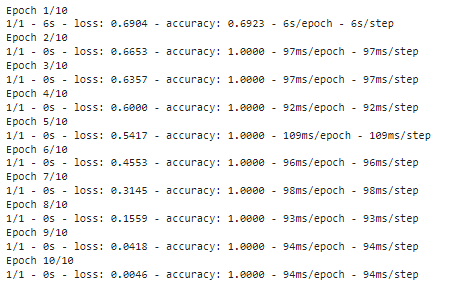 Epoch 1/10
1/1 - 6s - loss: 0.6904 - accuracy: 0.6923 - 6s/epoch - 6s/step
Epoch 2/10
1/1 - 0s - loss: 0.6653 - accuracy: 1.0000 - 97ms/epoch - 97ms/step
Epoch 3/10
1/1 - 0s - loss: 0.6357 - accuracy: 1.0000 - 97ms/epoch - 97ms/step
Epoch 4/10
1/1 - 0s - loss: 0.6000 - accuracy: 1.0000 - 92ms/epoch - 92ms/step
Epoch 5/10
1/1 - 0s - loss: 0.5417 - accuracy: 1.0000 - 109ms/epoch - 109ms/step
Epoch 6/10
1/1 - 0s - loss: 0.4553 - accuracy: 1.0000 - 96ms/epoch - 96ms/step
Epoch 7/10
1/1 - 0s - loss: 0.3145 - accuracy: 1.0000 - 98ms/epoch - 98ms/step
Epoch 8/10
1/1 - 0s - loss: 0.1559 - accuracy: 1.0000 - 93ms/epoch - 93ms/step
Epoch 9/10
1/1 - 0s - loss: 0.0418 - accuracy: 1.0000 - 94ms/epoch - 94ms/step
Epoch 10/10
1/1 - 0s - loss: 0.0046 - accuracy: 1.0000 - 94ms/epoch - 94ms/step